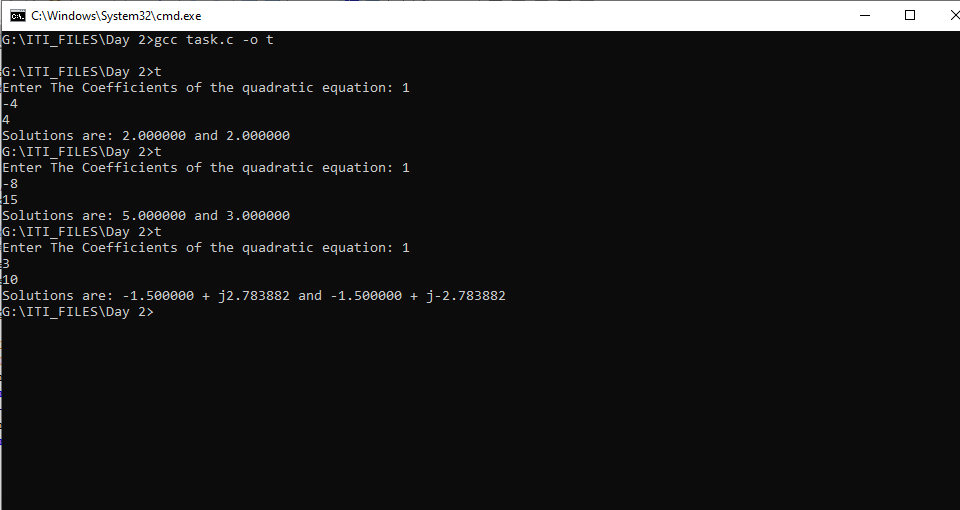 C:\Windows\System32\cmd.exe
G:\ITI_FILES\Day 2>gcc task.c -o t
G:\ITI_FILES\Day 2>t
Enter The Coefficients of the quadratic equation: 1
-4
4
Solutions are: 2.000000 and 2.000000
G:\ITI_FILES\Day 2>t
Enter The Coefficients of the quadratic equation: 1
-8
15
Solutions are: 5.000000 and 3.000000
G:\ITI_FILES\Day 2>t
Enter The Coefficients of the quadratic equation: 1
3
10
Solutions are: -1.500000 + j2.783882 and -1.500000 + j-2.783882
G:\ITI_FILES\Day 2>